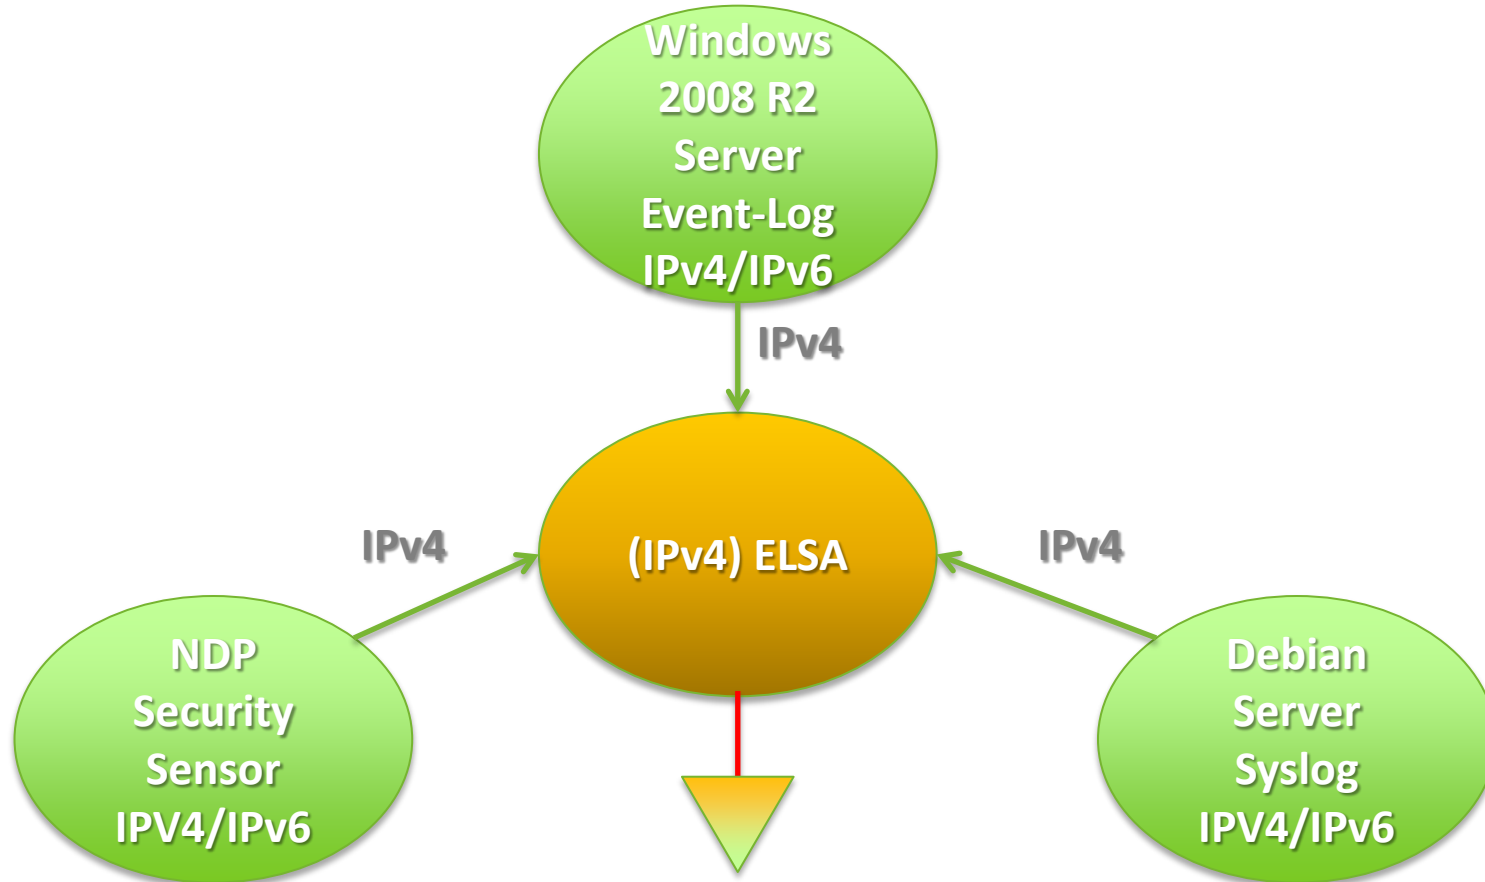 Windows
2008 R2
Server
Event-Log
IPv4/IPv6
IPv4
IPv4
(IPv4) ELSA
IPv4
NDP
Security
Sensor
IPV4/IPv6
Debian
Server
Syslog
IPV4/IPv6